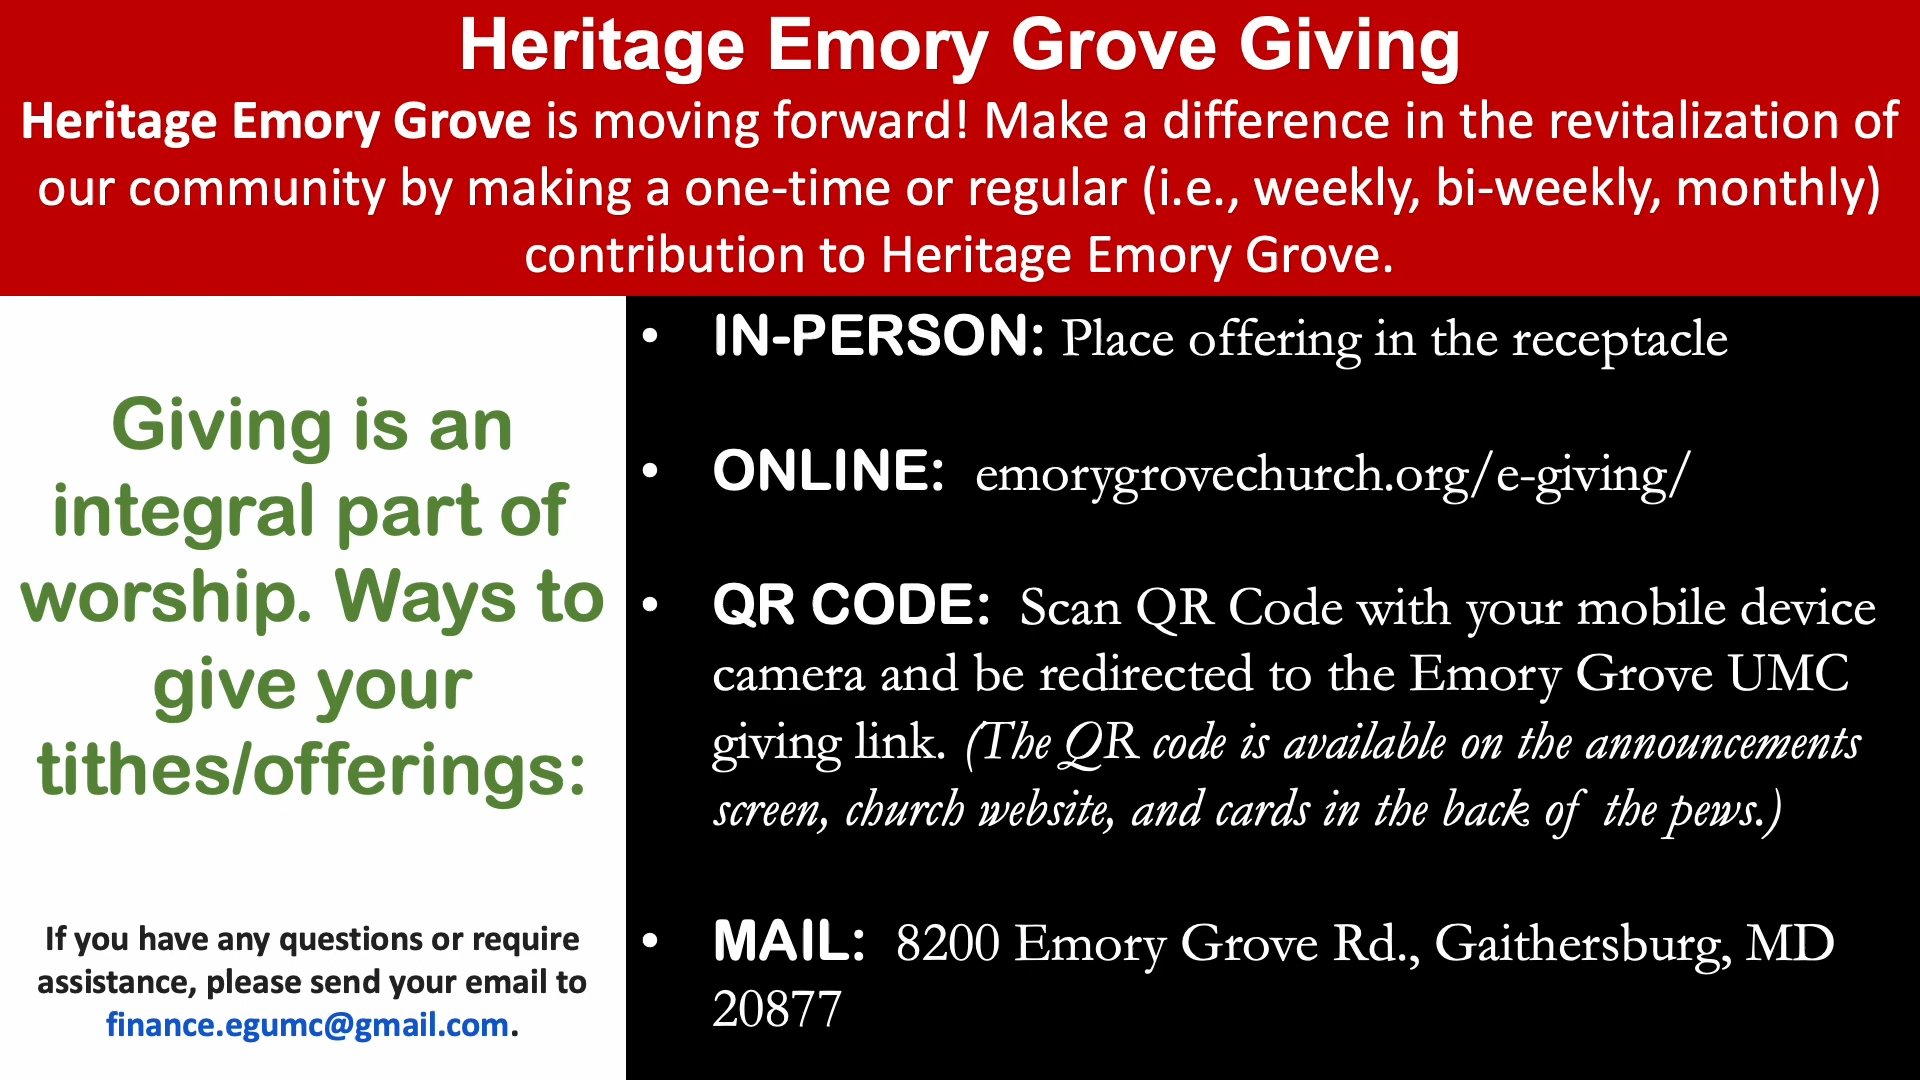 Heritage Emory Grove Giving
Heritage Emory Grove is moving forward! Make a difference in the revitalization of
our community by making a one-time or regular (i.e., weekly, bi-weekly, monthly)
contribution to Heritage Emory Grove.
Giving is an
integral part of
worship. Ways to
give your
tithes/offerings:
If you have any questions or require
assistance, please send your email to
finance.egumc@gmail.com.
• IN-PERSON: Place offering in the receptacle
• ONLINE: emorygrovechurch.org/e-giving/
• QR CODE: Scan QR Code with your mobile device
camera and be redirected to the Emory Grove UMC
giving link. (The QR code is available on the announcements
screen, church website, and cards in the back of the pews.)
• MAIL: 8200 Emory Grove Rd., Gaithersburg, MD
20877